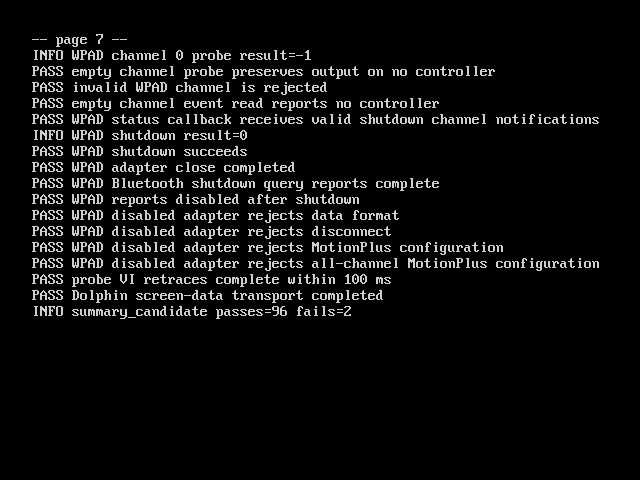 -- page 7 --
INFO WPAD channel 0 probe result=-1
PASS empty channel probe preserves output on no controller
PASS invalid WPAD channel is rejected
PASS empty channel event read reports no controller
PASS WPAD status callback receives valid shutdown channel notifications
INFO WPAD shutdown result=0
PASS WPAD shutdown succeeds
PASS WPAD adapter close completed
PASS WPAD Bluetooth shutdown query reports complete
PASS WPAD reports disabled after shutdown
PASS WPAD disabled adapter rejects data format
PASS WPAD disabled adapter rejects disconnect
PASS WPAD disabled adapter rejects MotionPlus configuration
PASS WPAD disabled adapter rejects all-channel MotionPlus configuration
PASS probe VI retraces complete within 100 ms
PASS Dolphin screen-data transport completed
INFO summary_candidate passes=96 fails=2